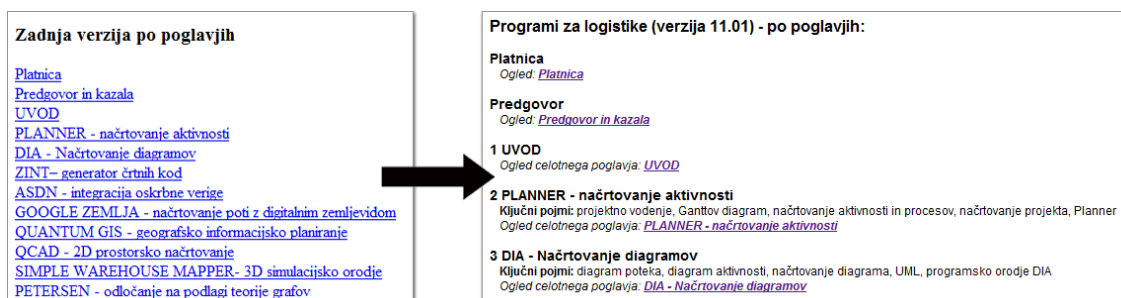 Zadnja verzija po poglavjih
Platnica
Predgovor in kazala
UVOD
PLANNER - načrtovanje aktivnosti
DIA - Načrtovanje diagramov
ZINT– generator črtnih kod
ASDN - integracija oskrbne verige
GOOGLE ZEMLJA - načrtovanje poti z digitalnim zemljevidom
QUANTUM GIS - geografsko informacijsko planiranje
QCAD - 2D prostorsko načrtovanje
SIMPLE WAREHOUSE MAPPER- 3D simulacijsko orodje
PETERSEN - odločanje na podlagi teorije grafov
Programi za logistike (verzija 11.01) - po poglavjih:
Platnica
Ogled: Platnica
Predgovor
Ogled: Predgovor in kazala
1 UVOD
Ogled celotnega poglavja: UVOD
2 PLANNER - načrtovanje aktivnosti
Ključni pojmi: projektno vodenje, Ganttov diagram, načrtovanje aktivnosti in procesov, načrtovanje projekta, Planner
Ogled celotnega poglavja: PLANNER - načrtovanje aktivnosti
3 DIA - Načrtovanje diagramov
Ključni pojmi: diagram poteka, diagram aktivnosti, načrtovanje diagrama, UML, programsko orodje DIA
Ogled celotnega poglavja: DIA - Načrtovanje diagramov